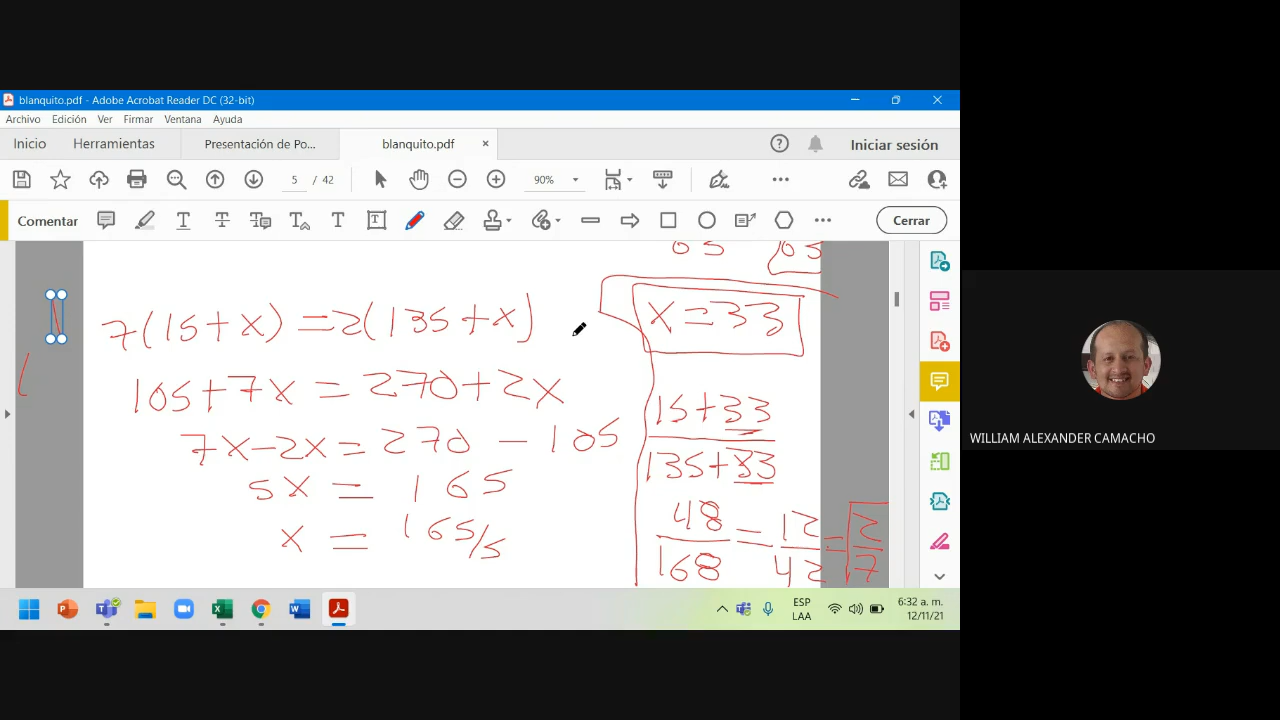 blanquito.pdf - Adobe Acrobat Reader DC (32-bit)
Archivo Edición Ver Firmar Ventana Ayuda
Inicio Herramientas Presentación de Po... blanquito.pdf × Iniciar sesión
5 / 42 90%
Comentar Cerrar
7(15+x) =2(135+x)
105+7x = 270+2x
7x-2x = 270 - 105
5x = 165
x = 165/5
65 65
x=33
15+33
135+33
48/168 = 12/42 = 2/7
WILLIAM ALEXANDER CAMACHO
ESP
LAA
6:32 a. m.
12/11/21